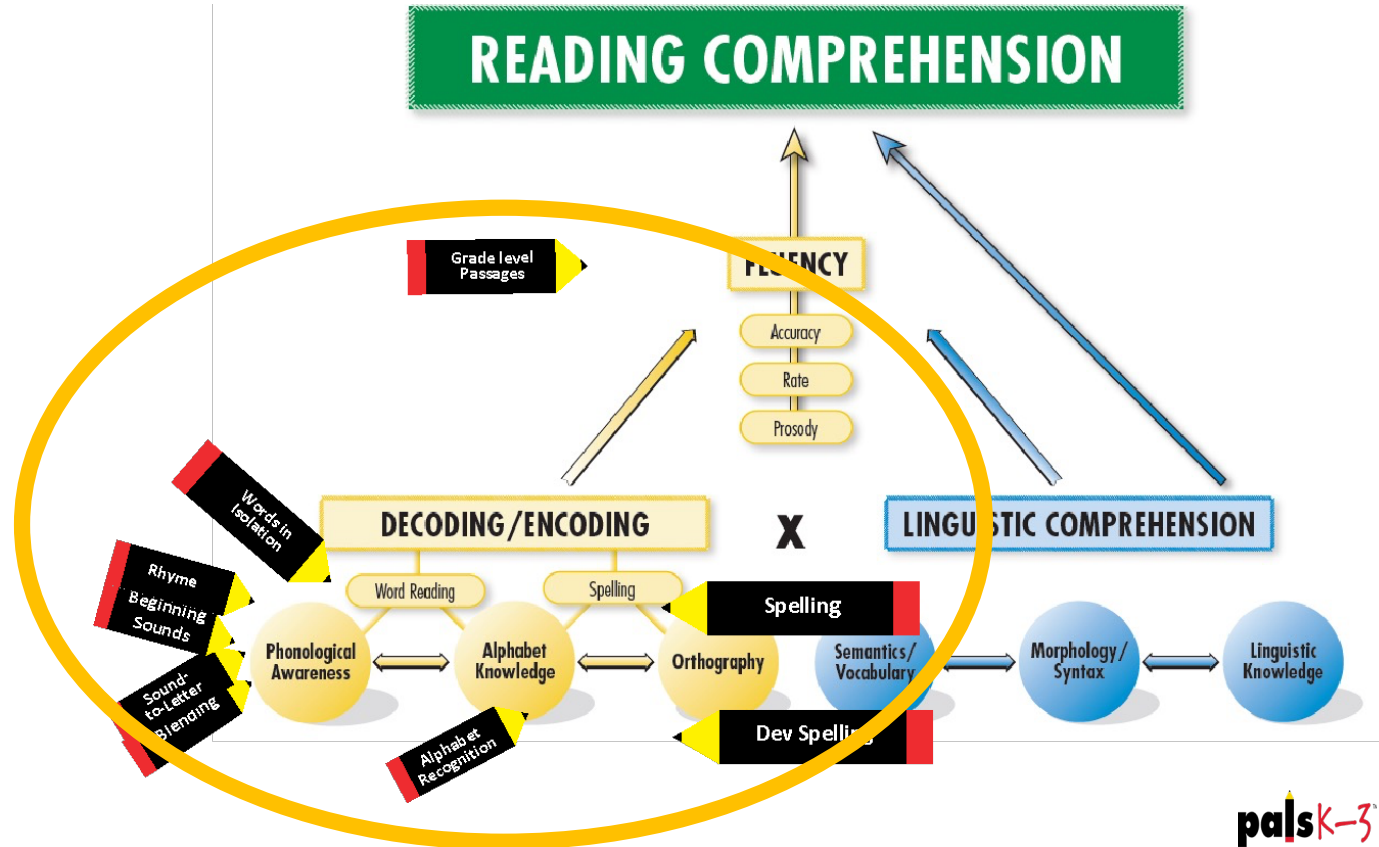 READING COMPREHENSION
Grade level
Passages
FLUENCY
Accuracy
Rate
Prosody
Words in
Isolation
DECODING/ENCODING
X
LINGUISTIC COMPREHENSION
Word Reading
Spelling
Rhyme
Beginning
Sounds
Sound-
to-Letter
Blending
Phonological
Awareness
Alphabet
Knowledge
Orthography
Spelling
Semantics/
Vocabulary
Morphology/
Syntax
Linguistic
Knowledge
Alphabet
Recognition
Dev Spelling
pals K-3™